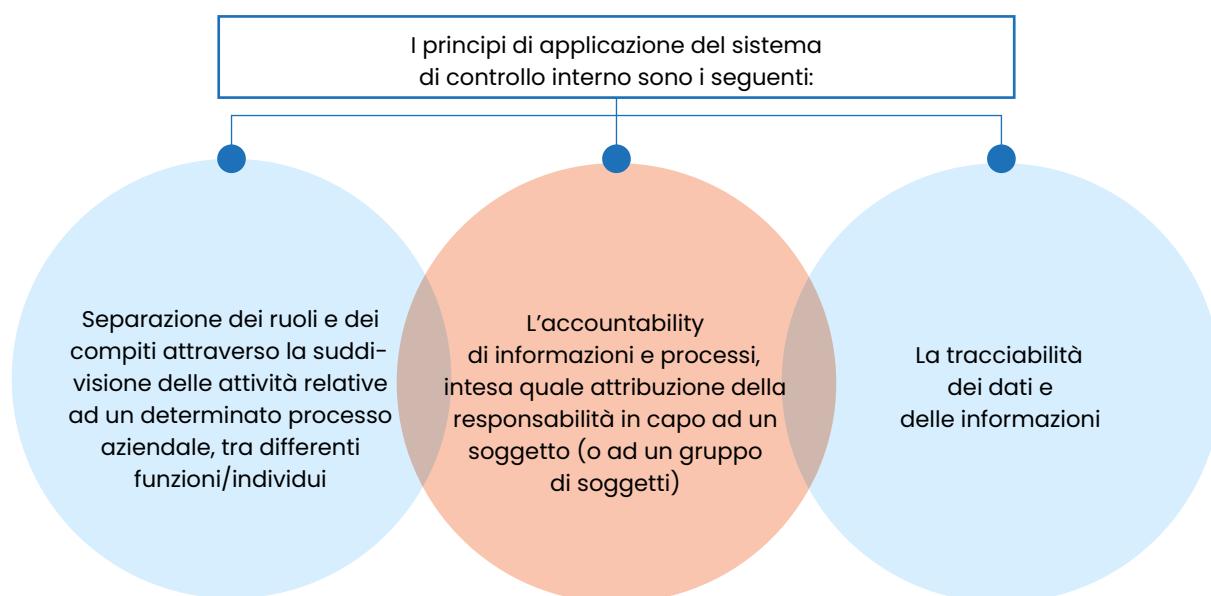 I principi di applicazione del sistema
di controllo interno sono i seguenti:
Separazione dei ruoli e dei
compiti attraverso la suddi-
visione delle attività relative
ad un determinato processo
aziendale, tra differenti
funzioni/individui
L’accountability
di informazioni e processi,
intesa quale attribuzione della
responsabilità in capo ad un
soggetto (o ad un gruppo
di soggetti)
La tracciabilità
dei dati e
delle informazioni